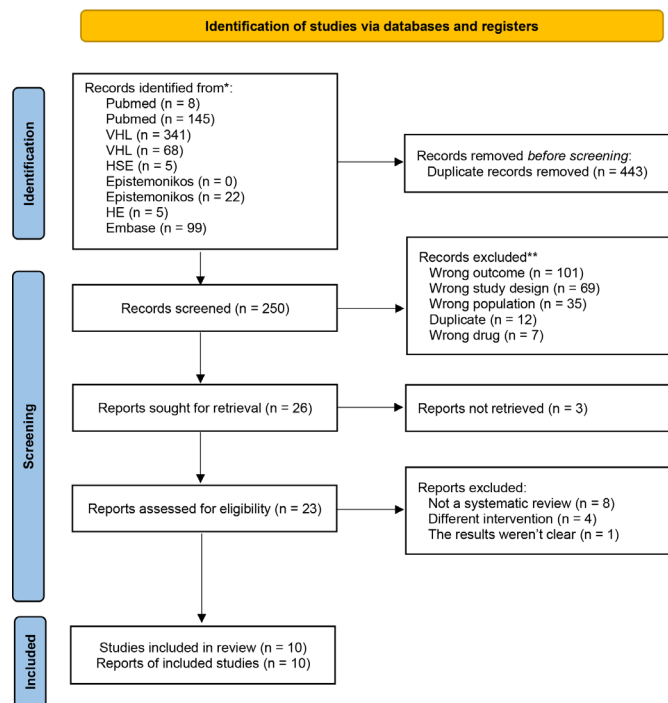 Identification of studies via databases and registers
Identification
Records identified from*:
Pubmed (n = 8)
Pubmed (n = 145)
VHL (n = 341)
VHL (n = 68)
HSE (n = 5)
Epistemonikos (n = 0)
Epistemonikos (n = 22)
HE (n = 5)
Embase (n = 99)
Records removed before screening:
Duplicate records removed (n = 443)
Screening
Records screened (n = 250)
Records excluded**
Wrong outcome (n = 101)
Wrong study design (n = 69)
Wrong population (n = 35)
Duplicate (n = 12)
Wrong drug (n = 7)
Reports sought for retrieval (n = 26)
Reports not retrieved (n = 3)
Reports assessed for eligibility (n = 23)
Reports excluded:
Not a systematic review (n = 8)
Different intervention (n = 4)
The results weren't clear (n = 1)
Included
Studies included in review (n = 10)
Reports of included studies (n = 10)